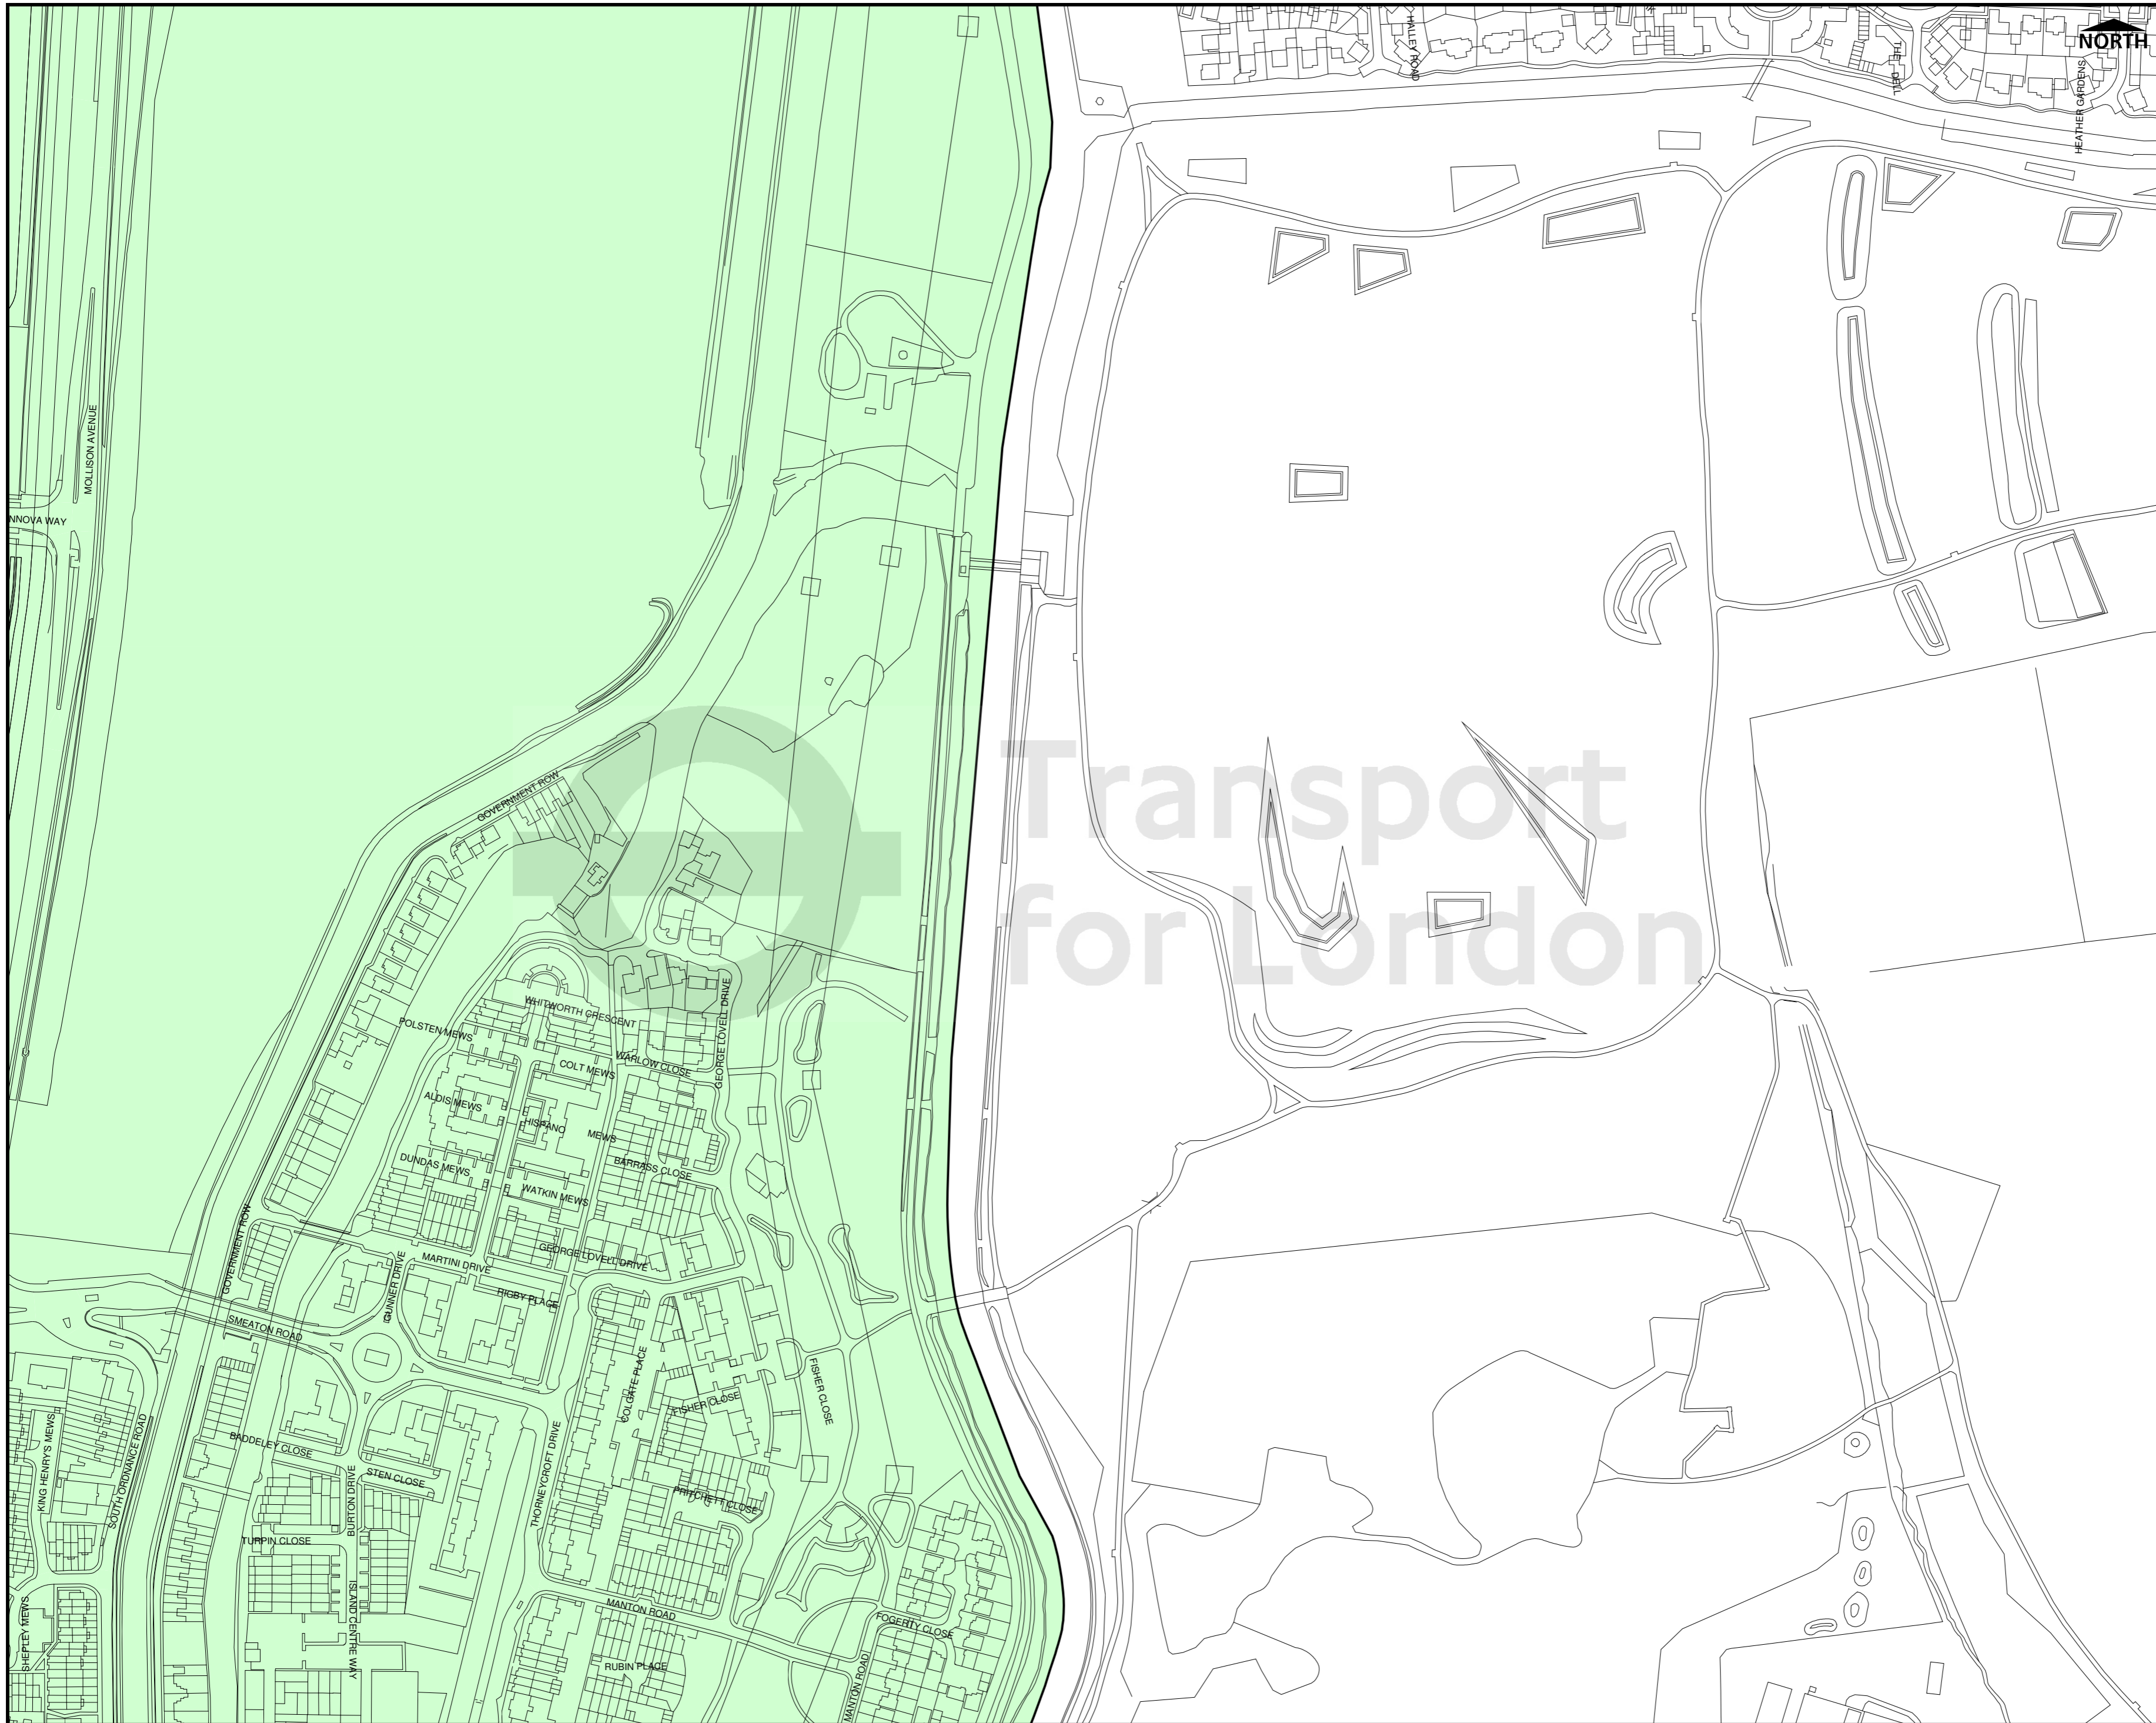 HALLEY ROAD
THE DELL
NORTH
HEATHER GARDENS
MOLLISON AVENUE
NNOVA WAY
Transport
for London
GOVERNMENT ROW
WHITWORTH CRESCENT
POLSTEN MEWS
GEORGE LOVELL DRIVE
COLT MEWS
WARLOW CLOSE
ALDIS MEWS
HISPANO
MEWS
DUNDAS MEWS
BARRASS CLOSE
WATKIN MEWS
GOVERNMENT ROW
GUNNER DRIVE
MARTINI DRIVE
GEORGE LOVELL DRIVE
RIGBY PLACE
SMEATON ROAD
COLGATE PLACE
FISHER CLOSE
FISHER CLOSE
KING HENRY'S MEWS
SOUTH ORDNANCE ROAD
BADDELEY CLOSE
STEN CLOSE
BURTON DRIVE
THORNEYCROFT DRIVE
PRITCHETT CLOSE
TURPIN CLOSE
SHEPLEY MEWS
ISLAND CENTRE WAY
MANTON ROAD
FOGERTY CLOSE
RUBIN PLACE
MANTON ROAD